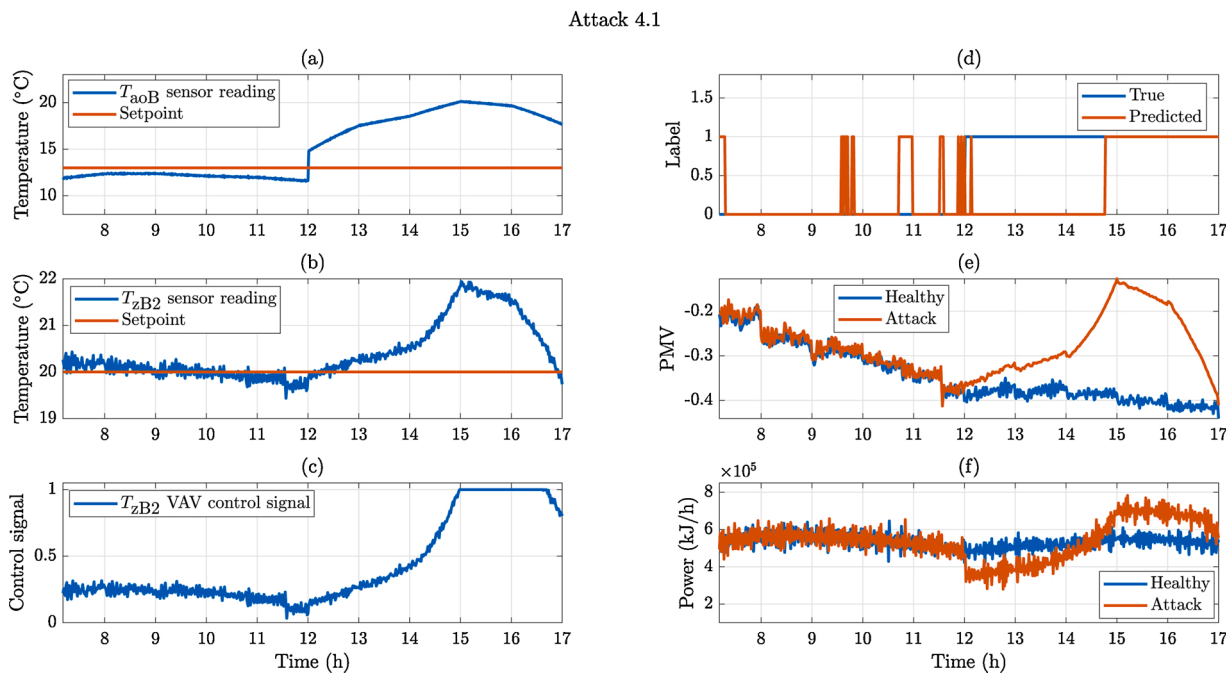 Attack 4.1
(a)
Temperature (°C)
20
15
10
T_aoB sensor reading
Setpoint
8 9 10 11 12 13 14 15 16 17
(b)
Temperature (°C)
22
21
20
19
T_zB2 sensor reading
Setpoint
8 9 10 11 12 13 14 15 16 17
(c)
Control signal
1
0.5
0
T_zB2 VAV control signal
8 9 10 11 12 13 14 15 16 17
Time (h)
(d)
Label
1.5
1
0.5
0
True
Predicted
8 9 10 11 12 13 14 15 16 17
(e)
PMV
-0.2
-0.3
-0.4
Healthy
Attack
8 9 10 11 12 13 14 15 16 17
(f)
×10⁵
Power (kJ/h)
8
6
4
2
Healthy
Attack
8 9 10 11 12 13 14 15 16 17
Time (h)